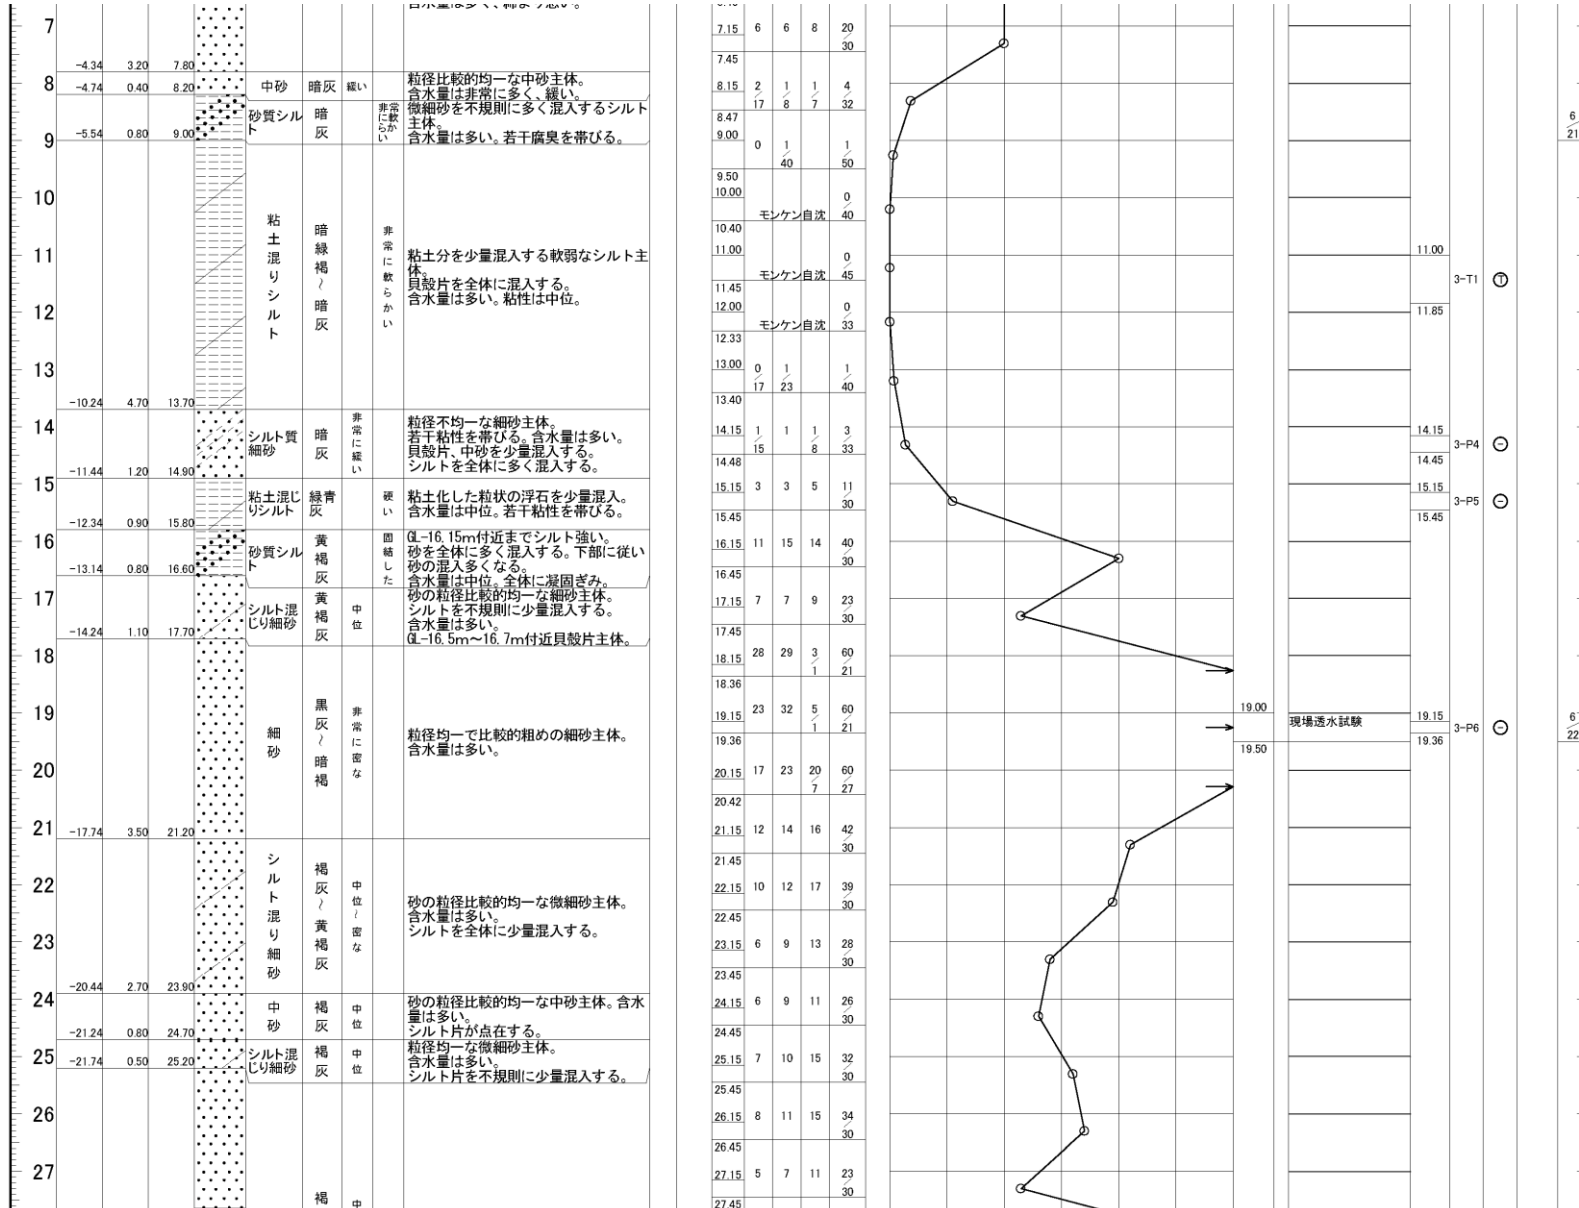 7
7.15 6 6 8 20
30
7.45
-4.34 3.20 7.80
8
-4.74 0.40 8.20
中砂 暗灰 緩い
粒径比較的均一な中砂主体。
含水量は非常に多く、緩い。
8.15 2 1 1 4
17 8 7 32
8.47
砂質シルト
暗灰
非常に軟らかい
微細砂を不規則に多く混入するシルト
主体。
含水量は多い。若干腐臭を帯びる。
-5.54 0.80 9.00
9
9.00
0 1 1
40 50
9.50
6
21
10
10.00
モンケン自沈 0
40
10.40
粘土混りシルト
暗緑褐~暗灰
非常に軟らかい
粘土分を少量混入する軟弱なシルト主
体。
貝殻片を全体に混入する。
含水量は多い。粘性は中位。
11
11.00
モンケン自沈 0
45
11.45
11.00
3-T1 T
11.85
12
12.00
モンケン自沈 0
33
12.33
13
13.00 0 1 1
17 23 40
13.40
-10.24 4.70 13.70
14
シルト質
細砂
暗灰
非常に緩い
粒径不均一な細砂主体。
若干粘性を帯びる。含水量は多い。
貝殻片、中砂を少量混入する。
シルトを全体に多く混入する。
14.15 1 1 1 3
15 8 33
14.48
14.15
3-P4
14.45
-11.44 1.20 14.90
15
粘土混じ
りシルト
緑青
灰
硬い
粘土化した粒状の浮石を少量混入。
含水量は中位。若干粘性を帯びる。
15.15 3 3 5 11
30
15.45
15.15
3-P5
15.45
-12.34 0.90 15.80
16
砂質シル
ト
黄褐灰
固結した
GL-16.15m付近までシルト強い。
砂を全体に多く混入する。下部に従い
砂の混入多くなる。
含水量は中位。全体に凝固ぎみ。
16.15 11 15 14 40
30
16.45
-13.14 0.80 16.60
17
シルト混
じり細砂
黄褐灰
中位
砂の粒径比較的均一な細砂主体。
シルトを不規則に少量混入する。
含水量は多い。
GL-16.5m~16.7m付近貝殻片主体。
17.15 7 7 9 23
30
17.45
-14.24 1.10 17.70
18
18.15 28 29 3 60
1 21
18.36
細砂
黒灰~暗褐
非常に密な
粒径均一で比較的粗めの細砂主体。
含水量は多い。
19
19.15 23 32 5 60
1 21
19.36
19.00
現場透水試験
19.50
19.15
3-P6
19.36
6
22
20
20.15 17 23 20 60
7 27
20.42
21
-17.74 3.50 21.20
21.15 12 14 16 42
30
21.45
シルト混り細砂
褐灰~黄褐灰
中位~密な
砂の粒径比較的均一な微細砂主体。
含水量は多い。
シルトを全体に少量混入する。
22
22.15 10 12 17 39
30
22.45
23
23.15 6 9 13 28
30
23.45
-20.44 2.70 23.90
24
中砂
褐灰
中位
砂の粒径比較的均一な中砂主体。含水
量は多い。
シルト片が点在する。
24.15 6 9 11 26
30
24.45
-21.24 0.80 24.70
25
-21.74 0.50 25.20
シルト混
じり細砂
褐灰
中位
粒径均一な微細砂主体。
含水量は多い。
シルト片を不規則に少量混入する。
25.15 7 10 15 32
30
25.45
26
26.15 8 11 15 34
30
26.45
27
27.15 5 7 11 23
30
27.45
褐 中